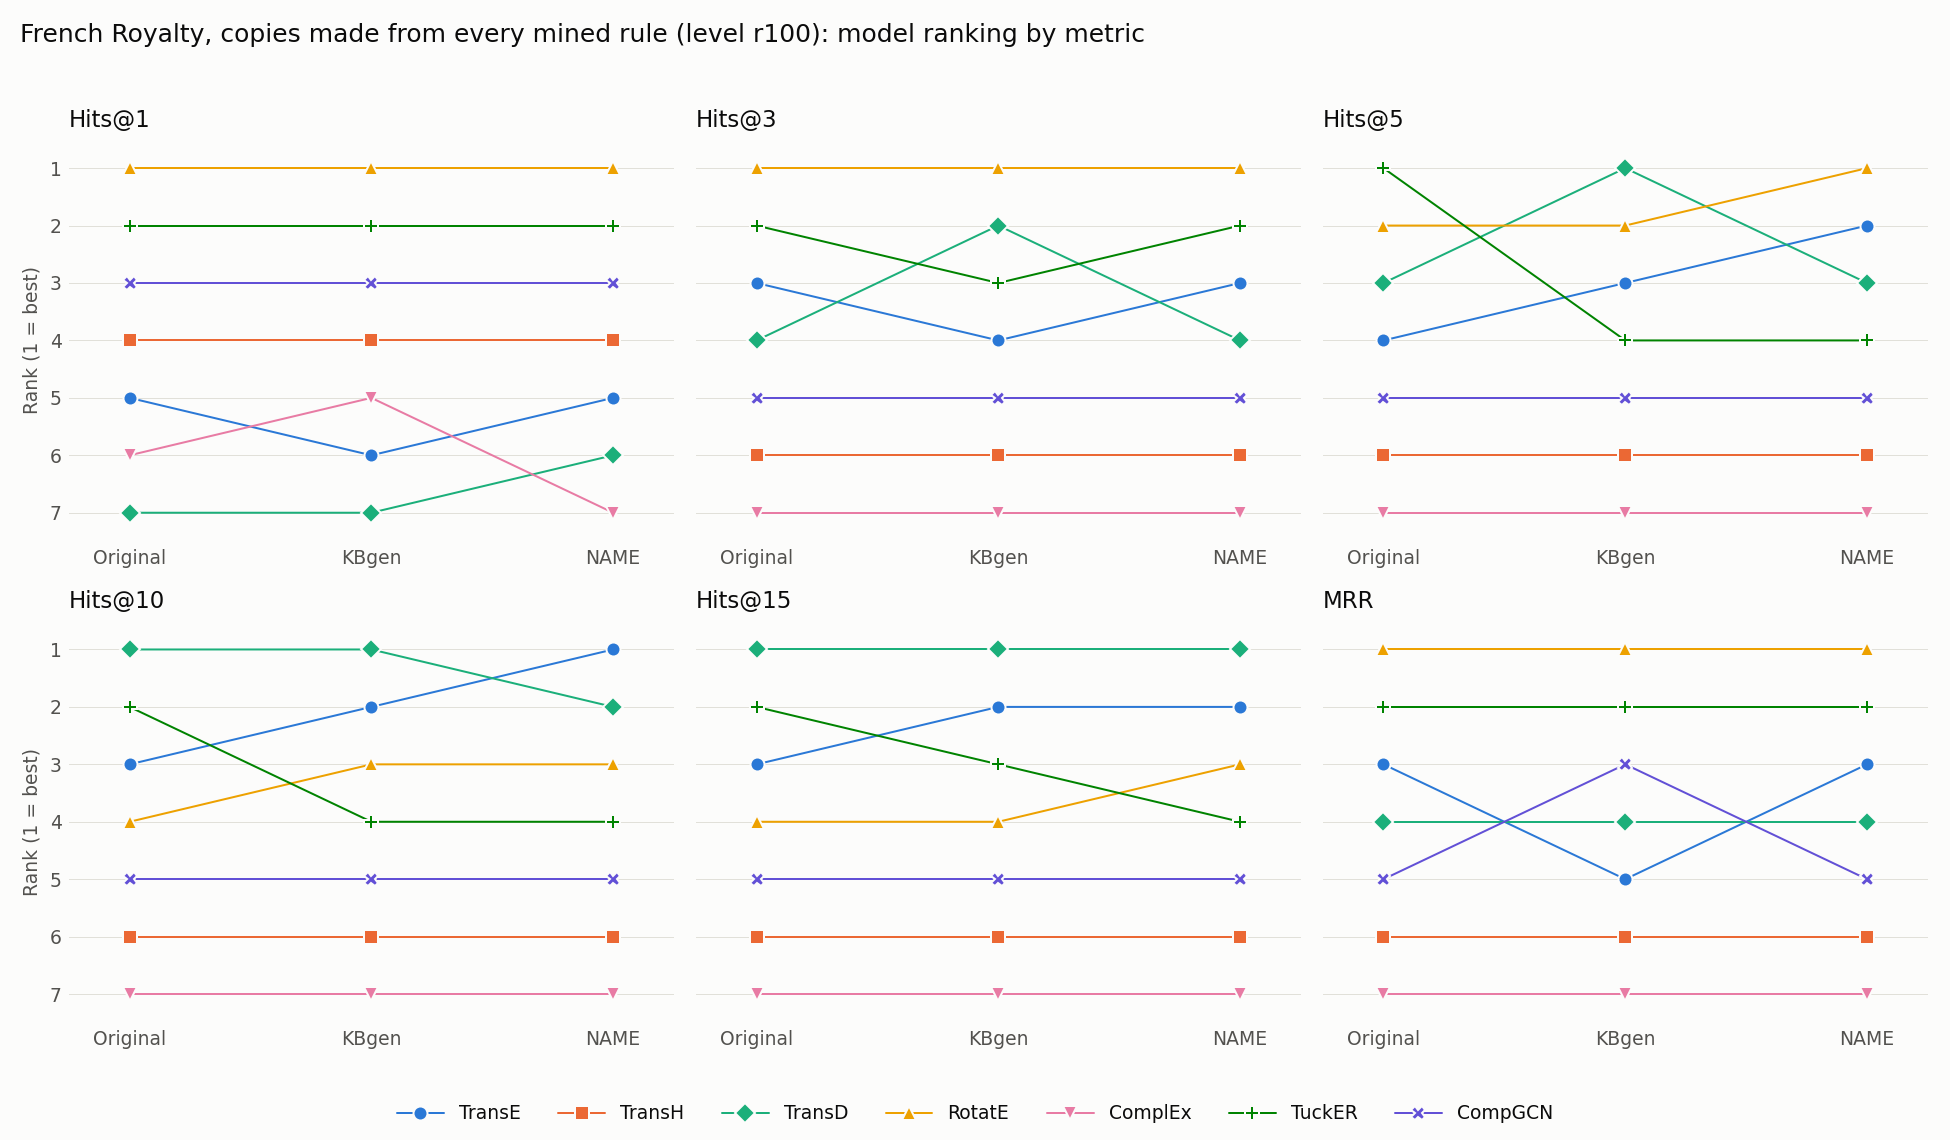 French Royalty, copies made from every mined rule (level r100): model ranking by metric
Hits@1
Hits@3
Hits@5
Rank (1 = best)
1
2
3
4
5
6
7
Original KBgen NAME
Original KBgen NAME
Original KBgen NAME
Hits@10
Hits@15
MRR
Rank (1 = best)
1
2
3
4
5
6
7
Original KBgen NAME
Original KBgen NAME
Original KBgen NAME
TransE TransH TransD RotatE ComplEx TuckER CompGCN